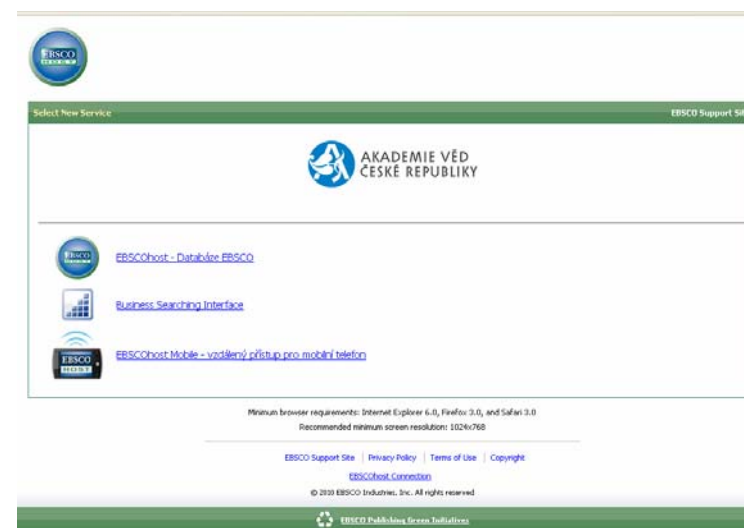 EBSCO
HOST
Select New Service
EBSCO Support Sit
AKADEMIE VĚD
ČESKÉ REPUBLIKY
EBSCO
HOST
EBSCOhost - Databáze EBSCO
Business Searching Interface
EBSCO
HOST
EBSCOhost Mobile - vzdálený přístup pro mobilní telefon
Minimum browser requirements: Internet Explorer 6.0, Firefox 3.0, and Safari 3.0
Recommended minimum screen resolution: 1024x768
EBSCO Support Site | Privacy Policy | Terms of Use | Copyright
EBSCOhost Connection
© 2010 EBSCO Industries, Inc. All rights reserved
EBSCO Publishing Green Initiatives